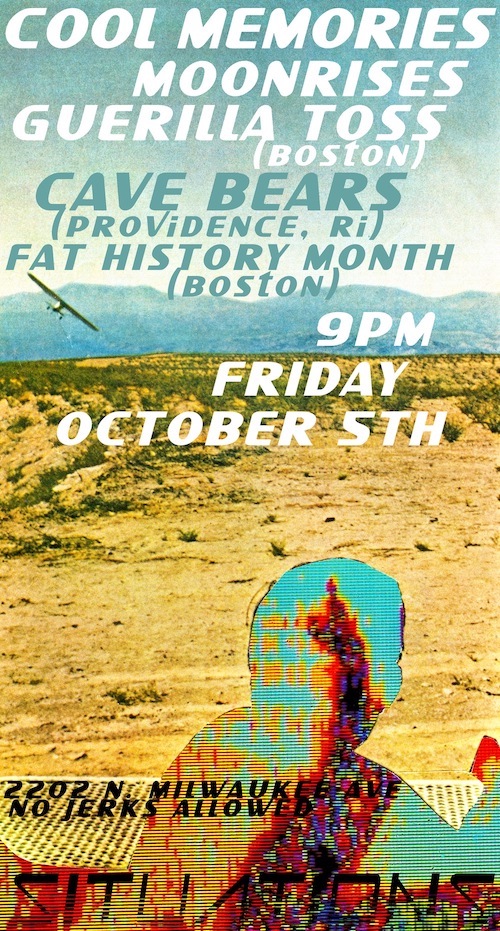 COOL MEMORIES
MOONRISES
GUERILLA TOSS
(BOStON)
CAVE BEARS
(PROViDENCE, Ri)
FAT HISTORY MONTH
(BOStON)
9PM
FRIDAY
OCTOBER 5TH
2202 N. MILWAUKEE AVE
NO JERKS ALLOWED
SITUATIONS